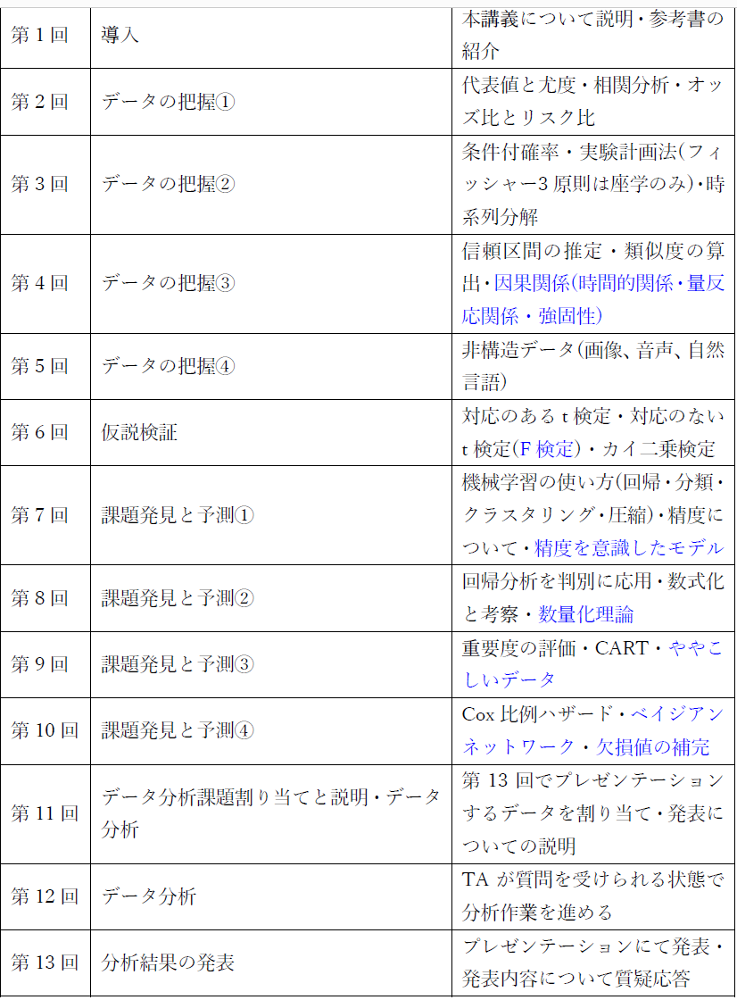 第 1 回
導入
本講義について説明・参考書の
紹介
第 2 回
データの把握①
代表値と尤度・相関分析・オッ
ズ比とリスク比
第 3 回
データの把握②
条件付確率・実験計画法(フィ
ッシャー3 原則は座学のみ)・時
系列分解
第 4 回
データの把握③
信頼区間の推定・類似度の算
出・因果関係(時間的関係・量反
応関係・強固性)
第 5 回
データの把握④
非構造データ(画像、音声、自然
言語)
第 6 回
仮説検証
対応のある t 検定・対応のない
t 検定(F 検定)・カイ二乗検定
第 7 回
課題発見と予測①
機械学習の使い方(回帰・分類・
クラスタリング・圧縮)・精度に
ついて・精度を意識したモデル
第 8 回
課題発見と予測②
回帰分析を判別に応用・数式化
と考察・数量化理論
第 9 回
課題発見と予測③
重要度の評価・CART・ややこ
しいデータ
第 10 回
課題発見と予測④
Cox 比例ハザード・ベイジアン
ネットワーク・欠損値の補完
第 11 回
データ分析課題割り当てと説明・データ
分析
第 13 回でプレゼンテーション
するデータを割り当て・発表に
ついての説明
第 12 回
データ分析
TA が質問を受けられる状態で
分析作業を進める
第 13 回
分析結果の発表
プレゼンテーションにて発表・
発表内容について質疑応答